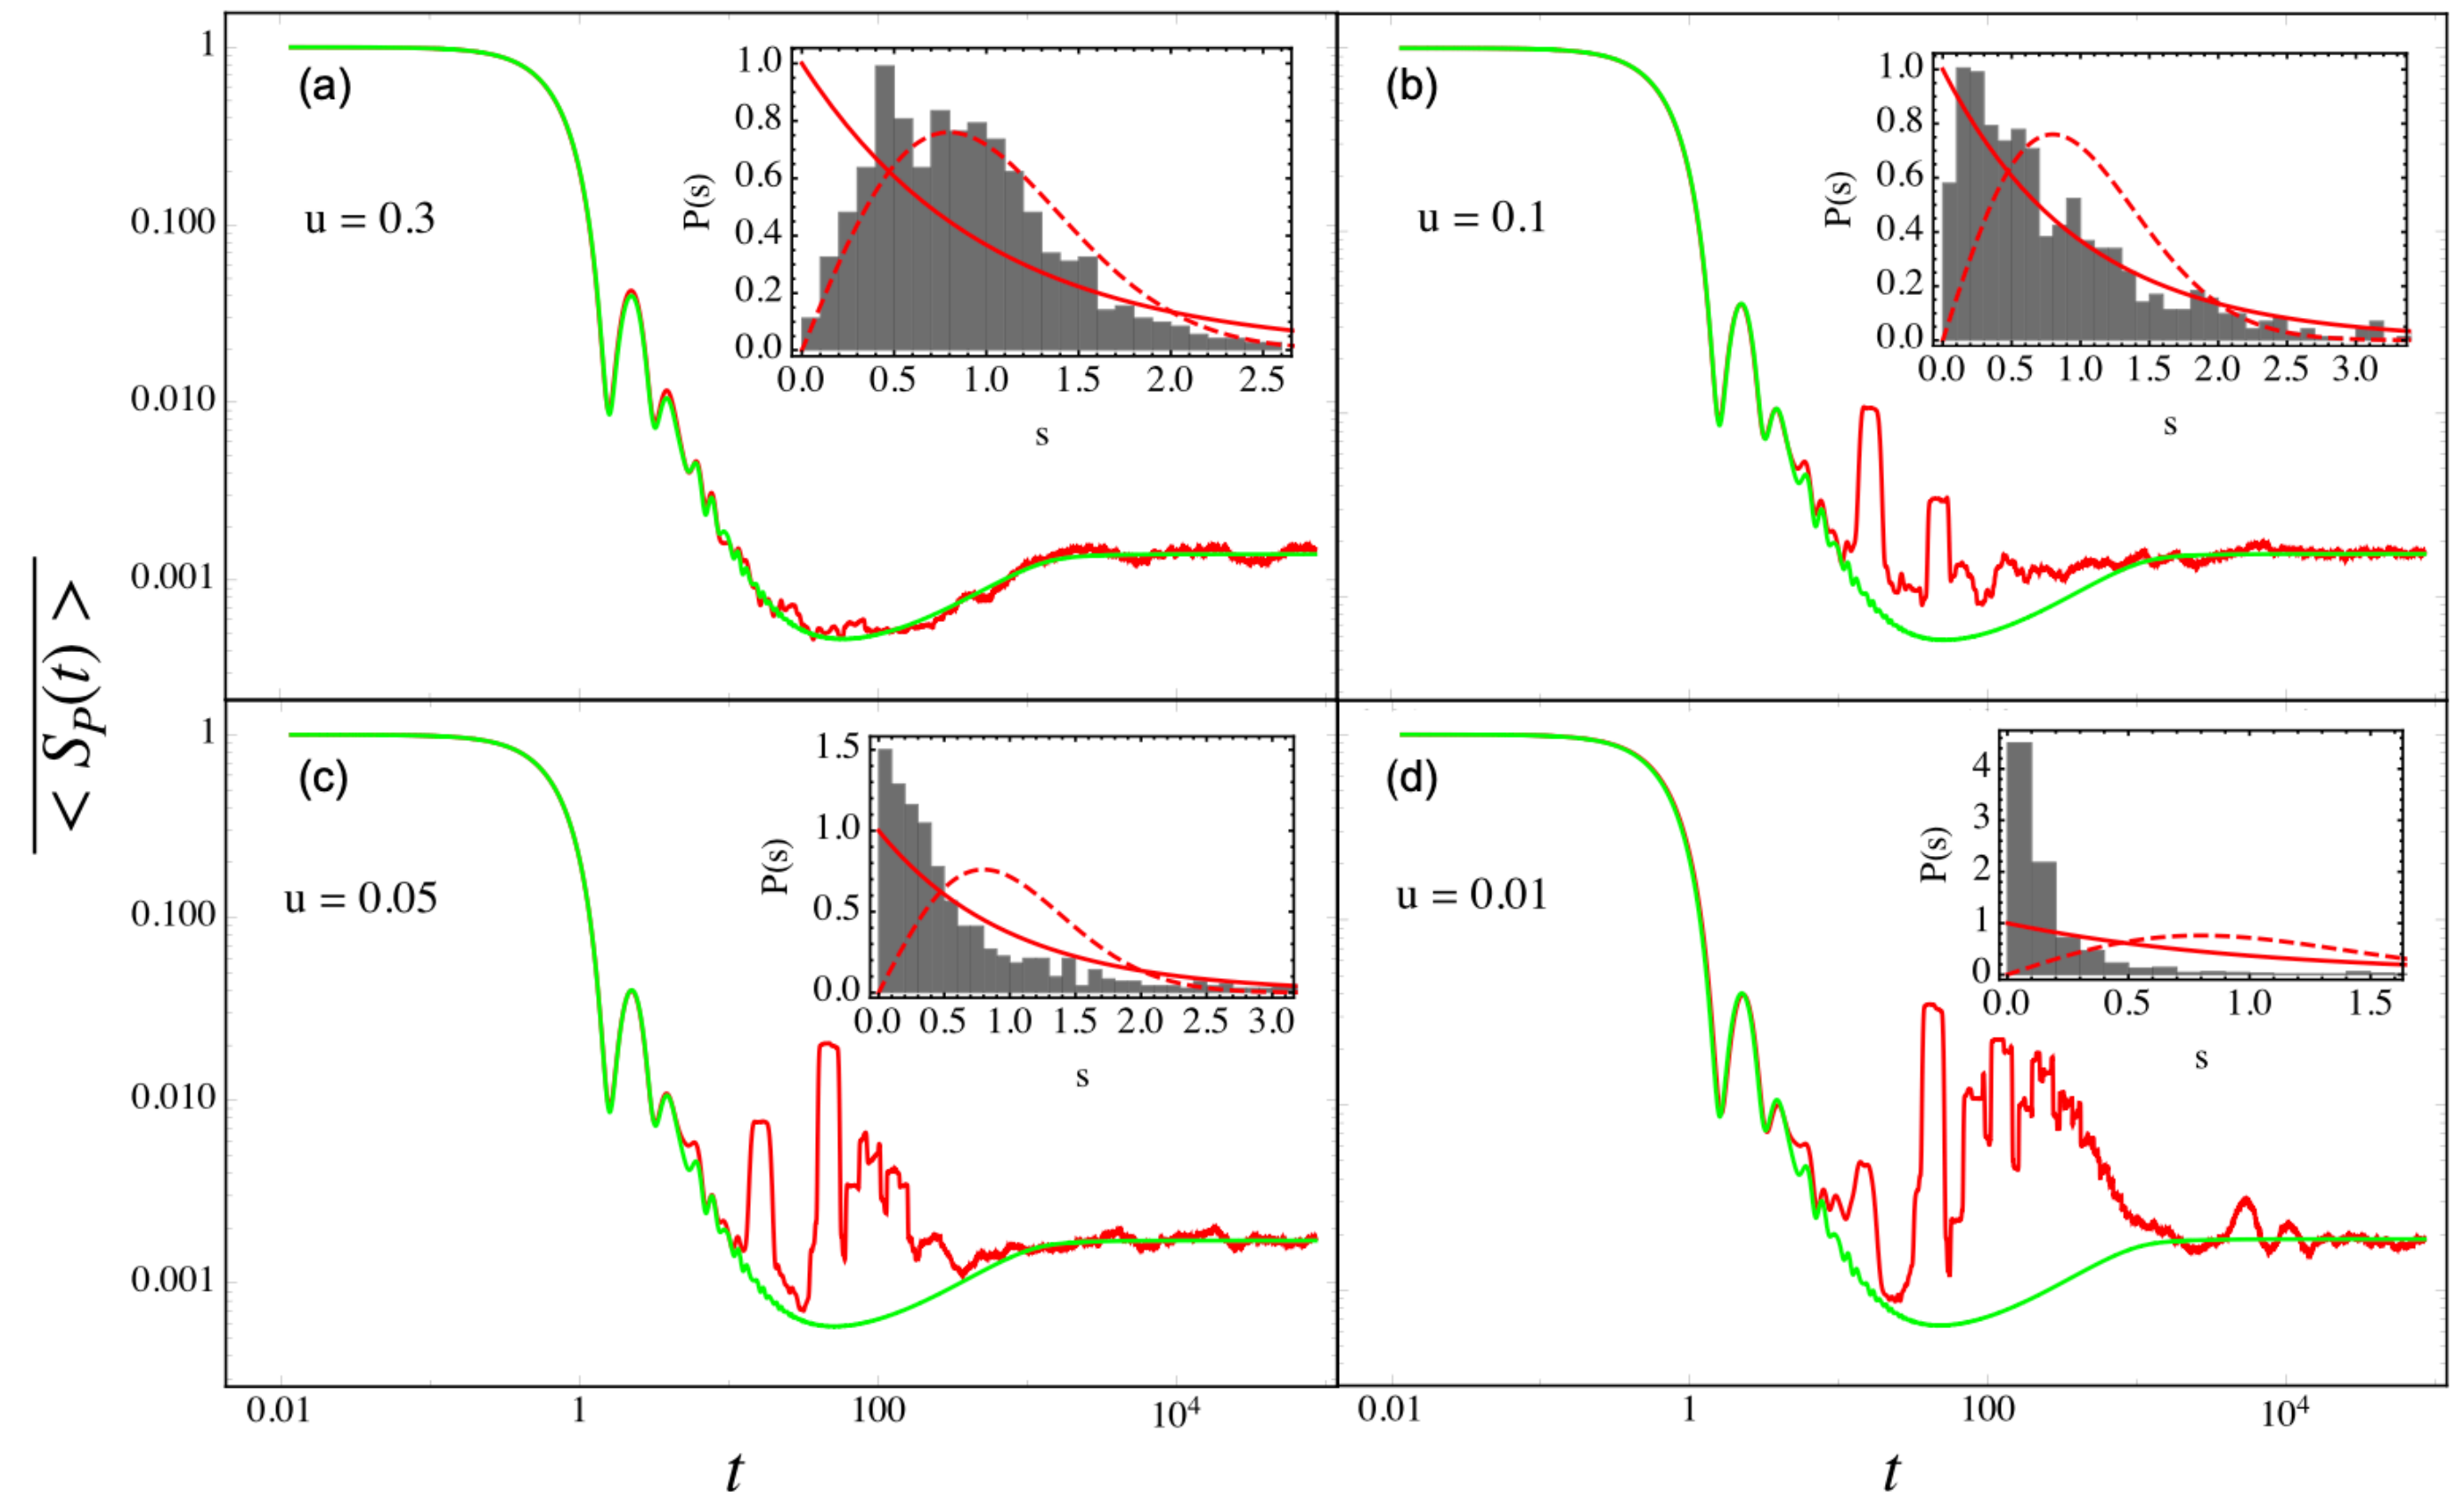 < S_P(t) >
(a)
u = 0.3
1
0.100
0.010
0.001
P(s)
1.0
0.8
0.6
0.4
0.2
0.0
0.0 0.5 1.0 1.5 2.0 2.5
s
(b)
u = 0.1
P(s)
1.0
0.8
0.6
0.4
0.2
0.0
0.0 0.5 1.0 1.5 2.0 2.5 3.0
s
(c)
u = 0.05
1
0.100
0.010
0.001
P(s)
1.5
1.0
0.5
0.0
0.0 0.5 1.0 1.5 2.0 2.5 3.0
s
(d)
u = 0.01
P(s)
4
3
2
1
0
0.0 0.5 1.0 1.5
s
0.01 1 100 10⁴
t
0.01 1 100 10⁴
t